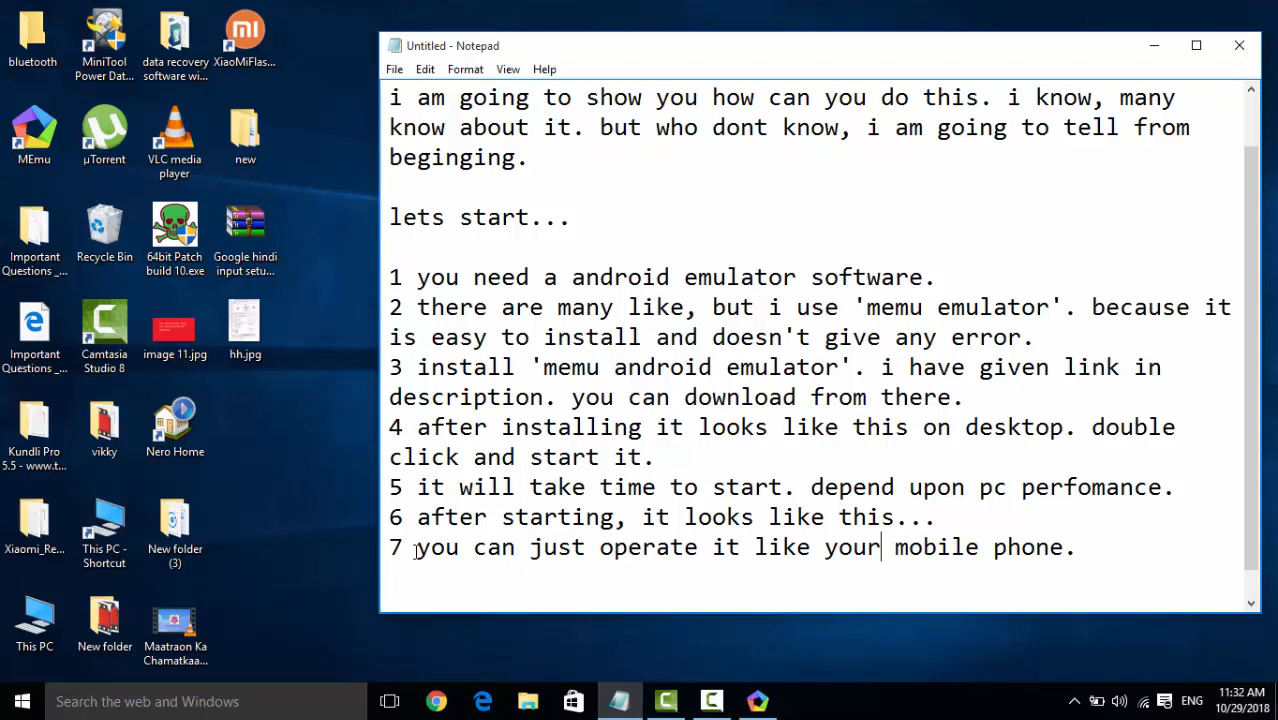 bluetooth
MiniTool
Power Dat...
data recovery
software wi...
XiaoMiFlas...
MEmu
µTorrent
VLC media
player
new
Important
Questions _...
Recycle Bin
64bit Patch
build 10.exe
Google hindi
input setu...
Important
Questions _...
Camtasia
Studio 8
image 11.jpg
hh.jpg
Kundli Pro
5.5 - www.t...
vikky
Nero Home
Xiaomi_Re...
This PC -
Shortcut
New folder
(3)
This PC
New folder
Maatraon Ka
Chamatkaa...
Untitled - Notepad
File Edit Format View Help
i am going to show you how can you do this. i know, many
know about it. but who dont know, i am going to tell from
beginging.
lets start...
1 you need a android emulator software.
2 there are many like, but i use 'memu emulator'. because it
is easy to install and doesn't give any error.
3 install 'memu android emulator'. i have given link in
description. you can download from there.
4 after installing it looks like this on desktop. double
click and start it.
5 it will take time to start. depend upon pc perfomance.
6 after starting, it looks like this...
7 you can just operate it like your mobile phone.
Search the web and Windows
ENG
11:32 AM
10/29/2018